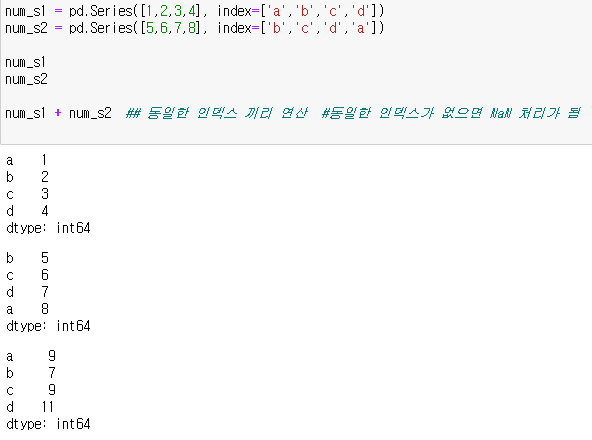 num_s1 = pd.Series([1,2,3,4], index=['a','b','c','d'])
num_s2 = pd.Series([5,6,7,8], index=['b','c','d','a'])
num_s1
num_s2
num_s1 + num_s2  ## 동일한 인덱스 끼리 연산  #동일한 인덱스가 없으면 NaN 처리가 됨
a    1
b    2
c    3
d    4
dtype: int64
b    5
c    6
d    7
a    8
dtype: int64
a     9
b     7
c     9
d    11
dtype: int64